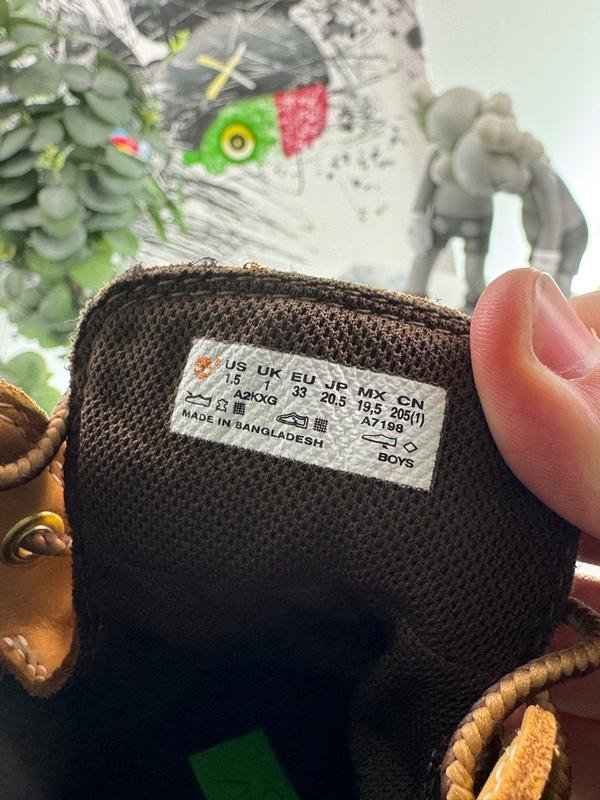 US UK EU JP MX CN
1.5 1 33 20.5 19,5 205(1)
A2KXG A7198
MADE IN BANGLADESH
BOYS